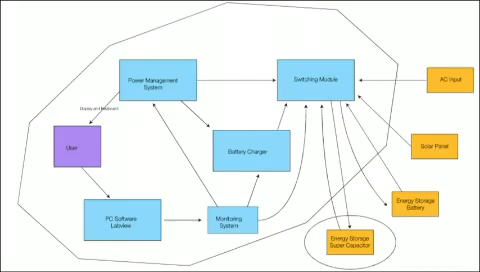 Power Management
System
Switching Module
AC Input
Display and Keyboard
User
Battery Charger
Solar Panel
PC Software
Labview
Monitoring
System
Energy Storage
Battery
Energy Storage
Super Capacitor